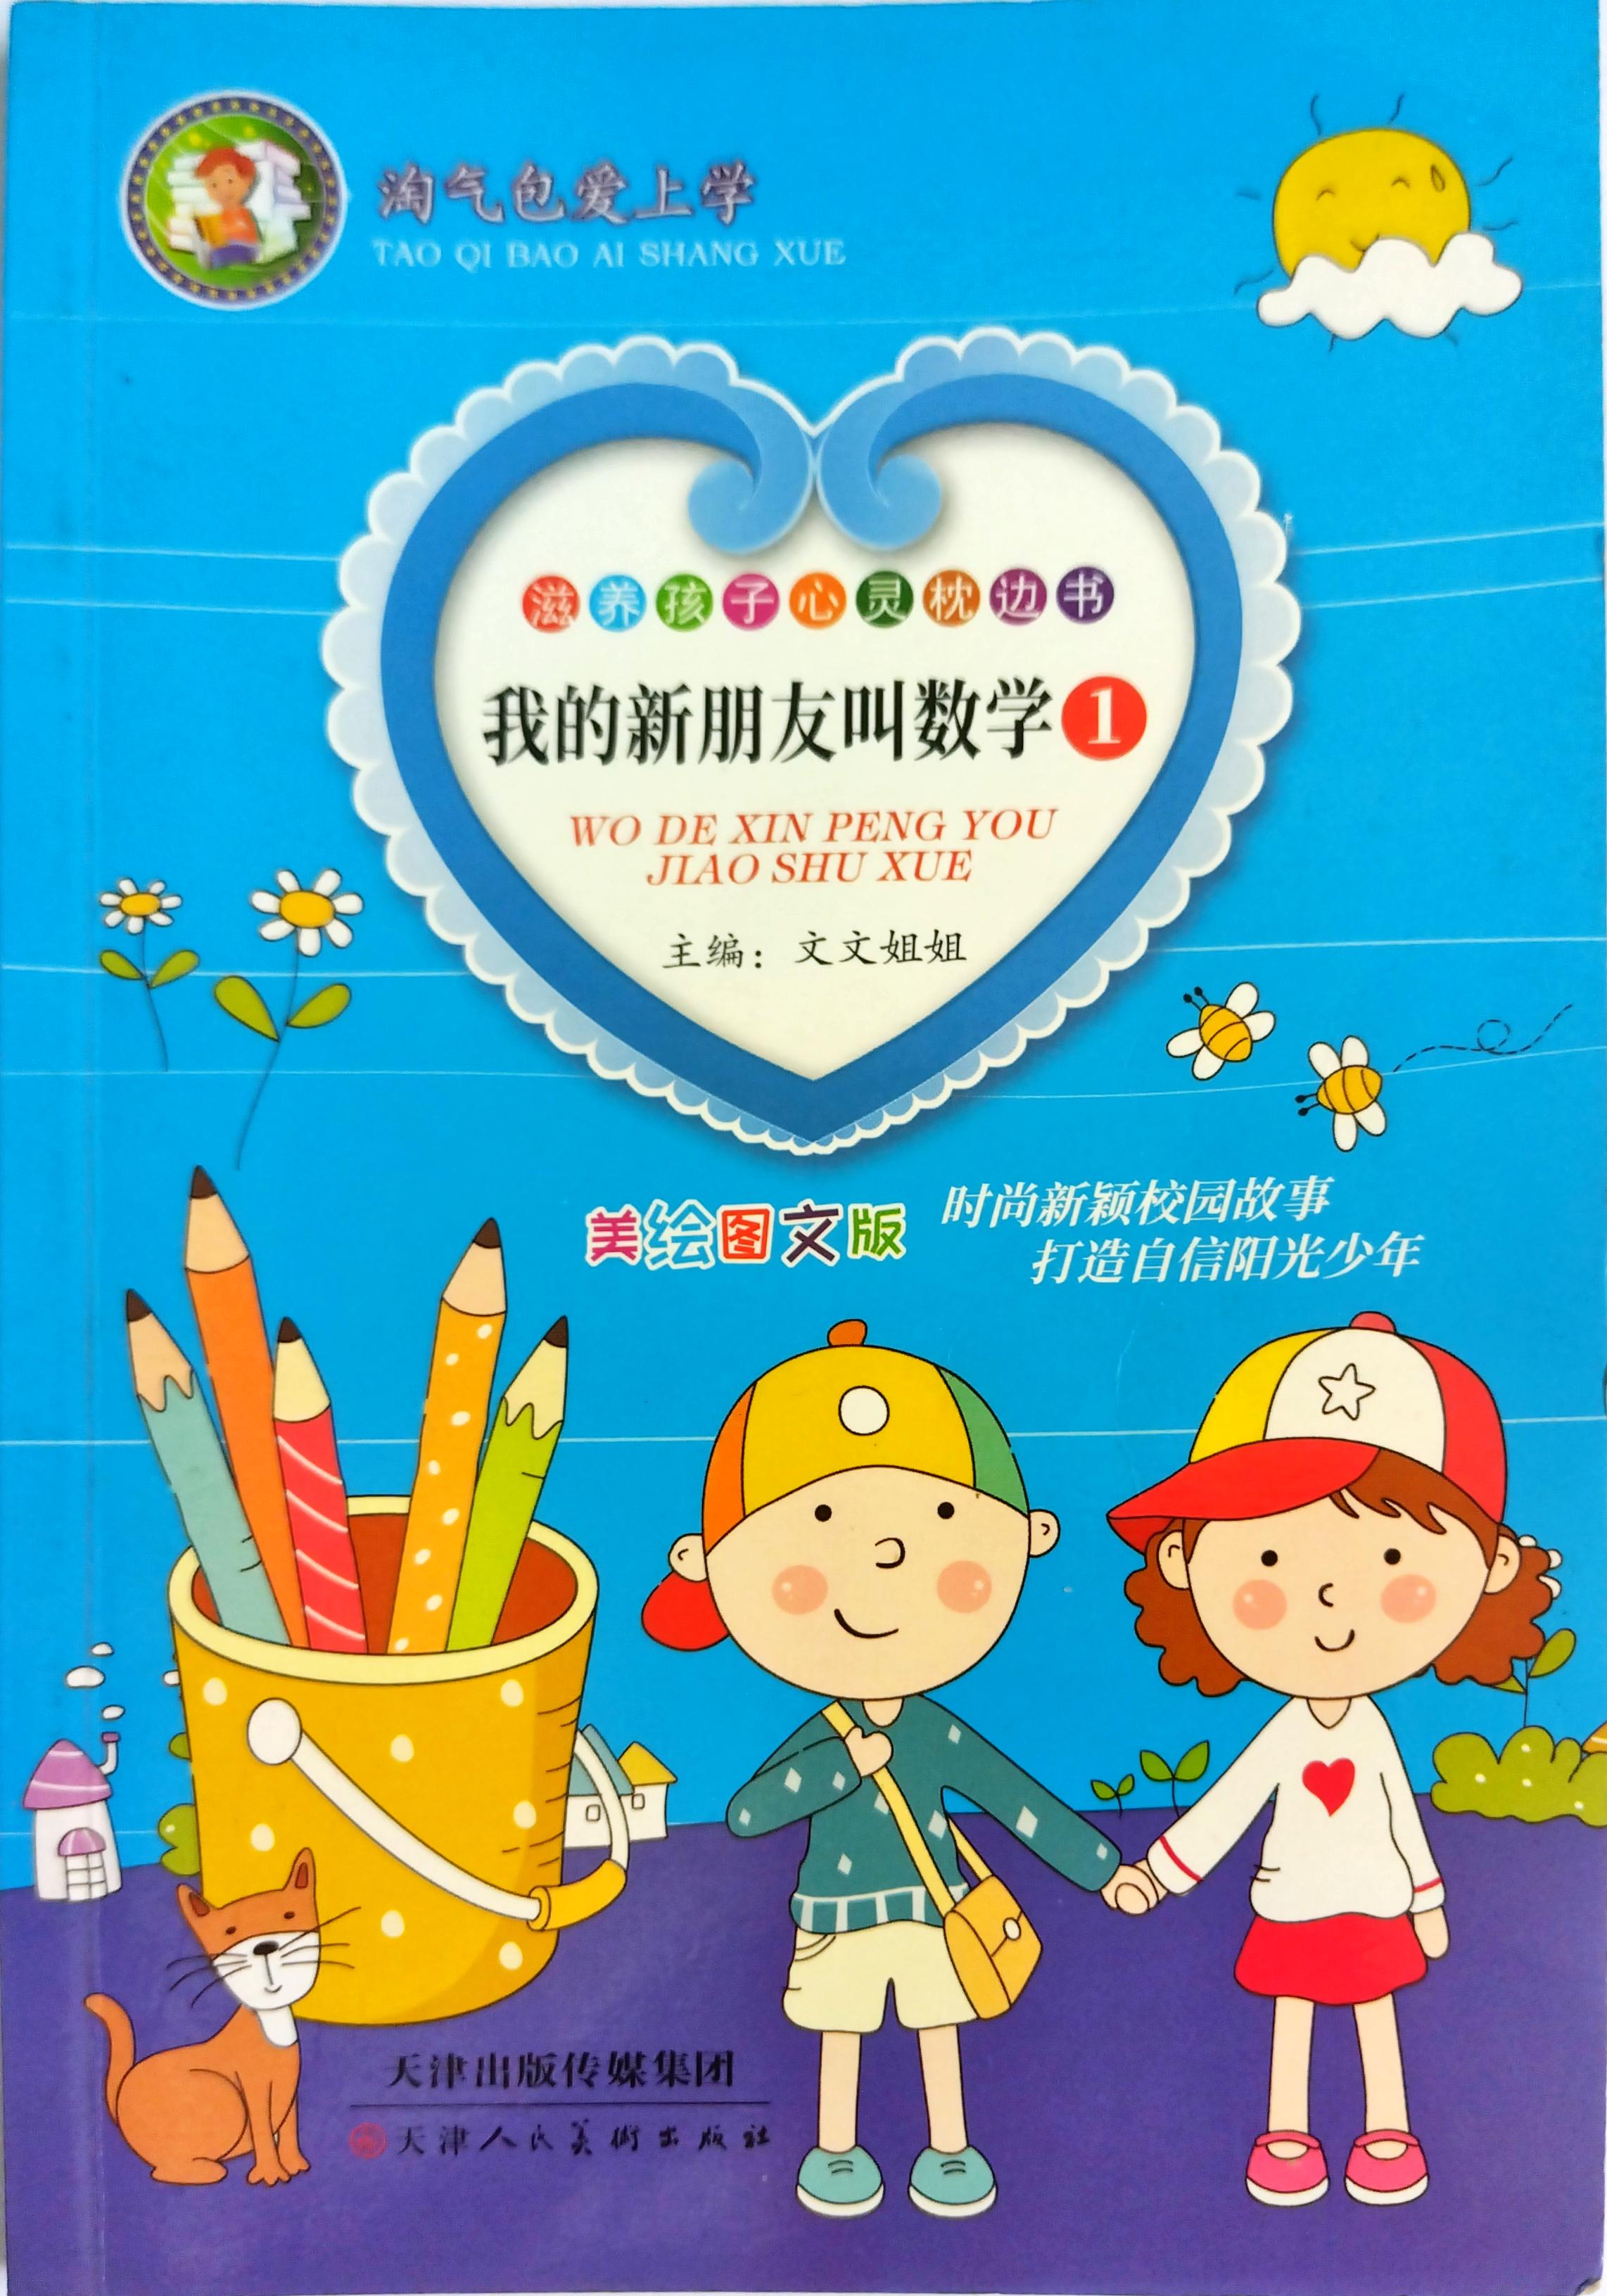 淘气包爱上学
TAO QI BAO AI SHANG XUE
滋养孩子心灵枕边书
我的新朋友叫数学1
WO DE XIN PENG YOU
JIAO SHU XUE
主编：文文姐姐
美绘图文版
时尚新颖校园故事
打造自信阳光少年
天津出版传媒集团
天津人民美术出版社